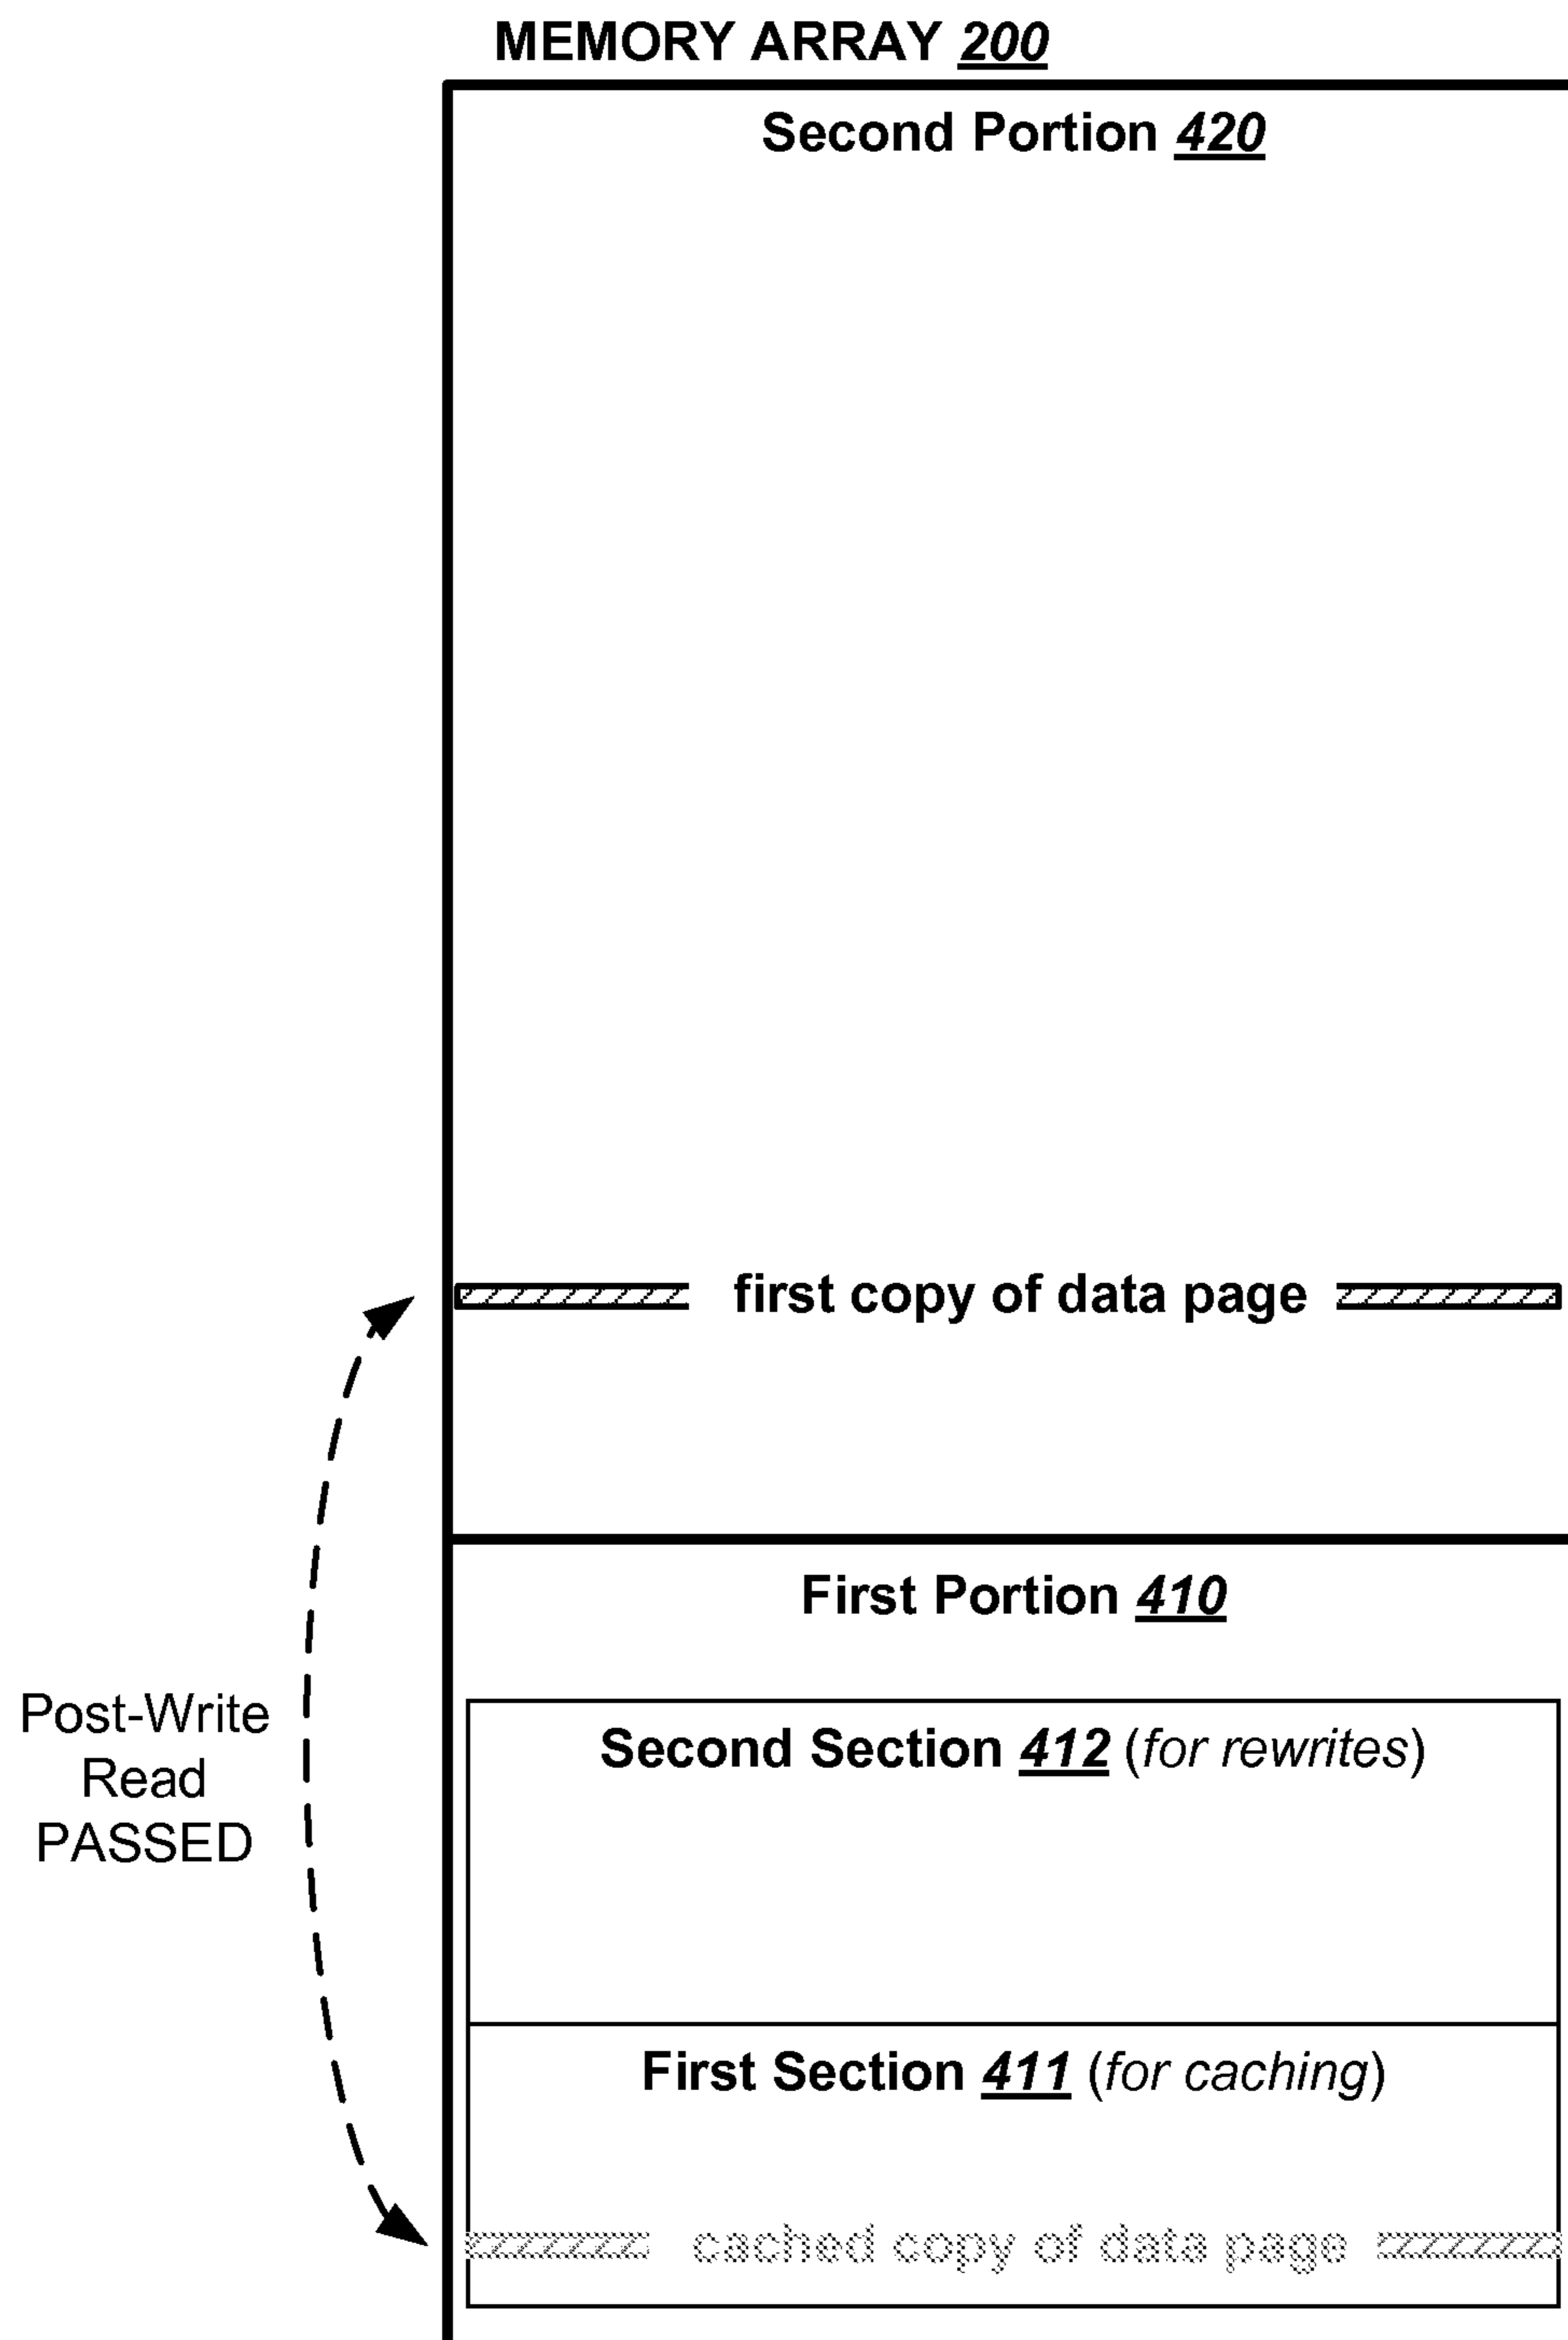 MEMORY ARRAY 200
Second Portion 420
first copy of data page
First Portion 410
Post-Write
Read
PASSED
Second Section 412 (for rewrites)
First Section 411 (for caching)
cached copy of data page